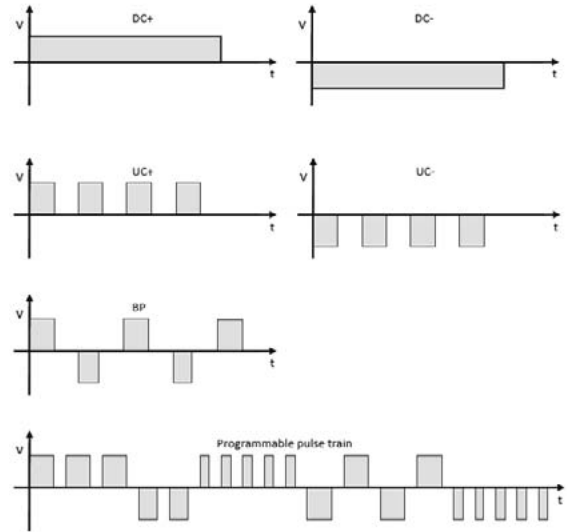 DC+
V
t
DC-
V
t
UC+
V
t
UC-
V
t
BP
V
t
Programmable pulse train
V
t